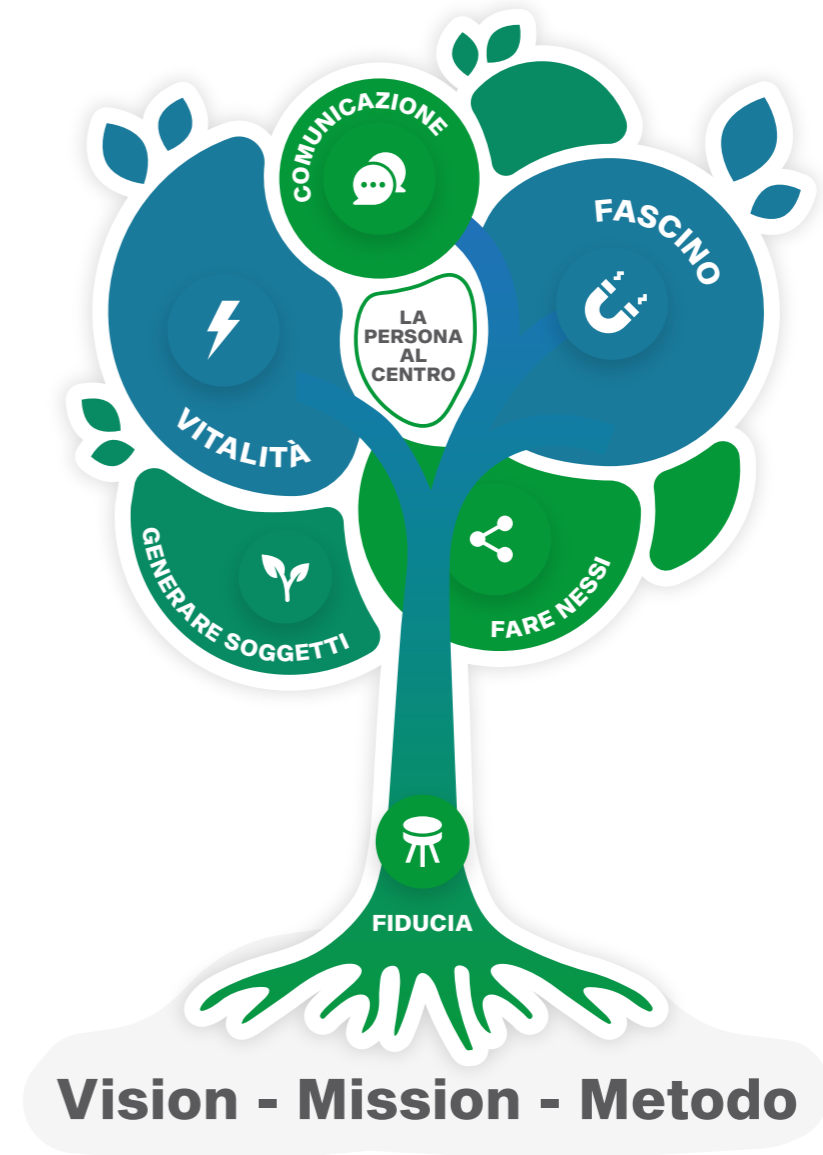 COMUNICAZIONE
FASCINO
LA
PERSONA
AL
CENTRO
VITALITÀ
GENERARE SOGGETTI
FARE NESSI
FIDUCIA
Vision - Mission - Metodo